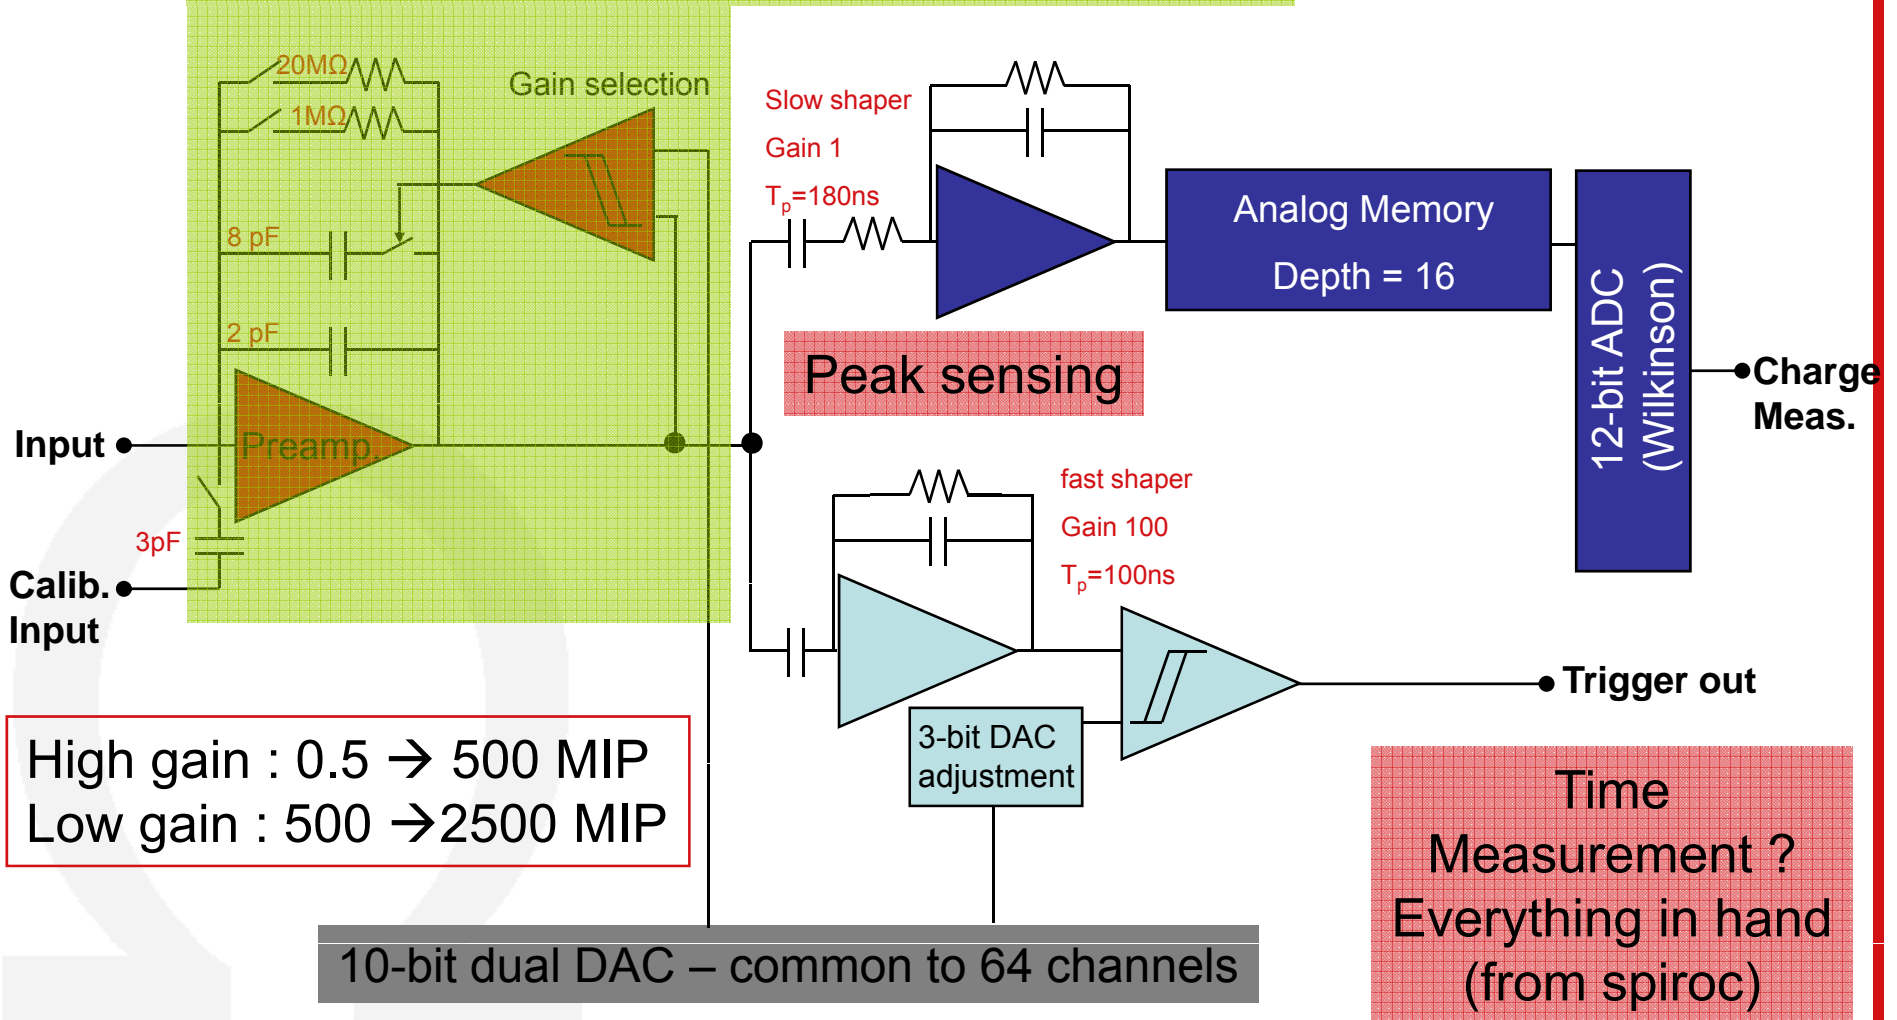 20MΩ
1MΩ
Gain selection
8 pF
2 pF
Preamp.
Input
3pF
Calib.
Input
Slow shaper
Gain 1
Tp=180ns
Analog Memory
Depth = 16
12-bit ADC
(Wilkinson)
Charge
Meas.
Peak sensing
fast shaper
Gain 100
Tp=100ns
Trigger out
3-bit DAC
adjustment
High gain : 0.5 → 500 MIP
Low gain : 500 →2500 MIP
10-bit dual DAC – common to 64 channels
Time
Measurement ?
Everything in hand
(from spiroc)